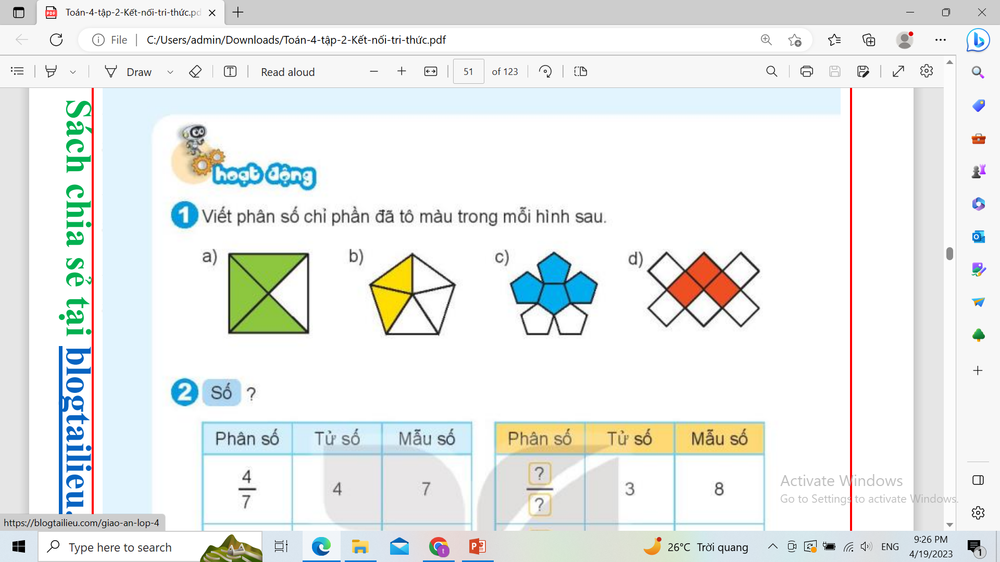 Toán-4-tập-2-Kết-nối-tri-thức.pd
File
C:/Users/admin/Downloads/Toán-4-tập-2-Kết-nối-tri-thức.pdf
Draw
Read aloud
51
of 123
Sách chia sẻ tại blogtailieu.
hoạt động
1 Viết phân số chỉ phần đã tô màu trong mỗi hình sau.
a)
b)
c)
d)
2 Số ?
Phân số Tử số Mẫu số
4/7 4 7
Phân số Tử số Mẫu số
?/? 3 8
Activate Windows
Go to Settings to activate Windows.
https://blogtailieu.com/giao-an-lop-4
Type here to search
26°C Trời quang
ENG
9:26 PM
4/19/2023
1